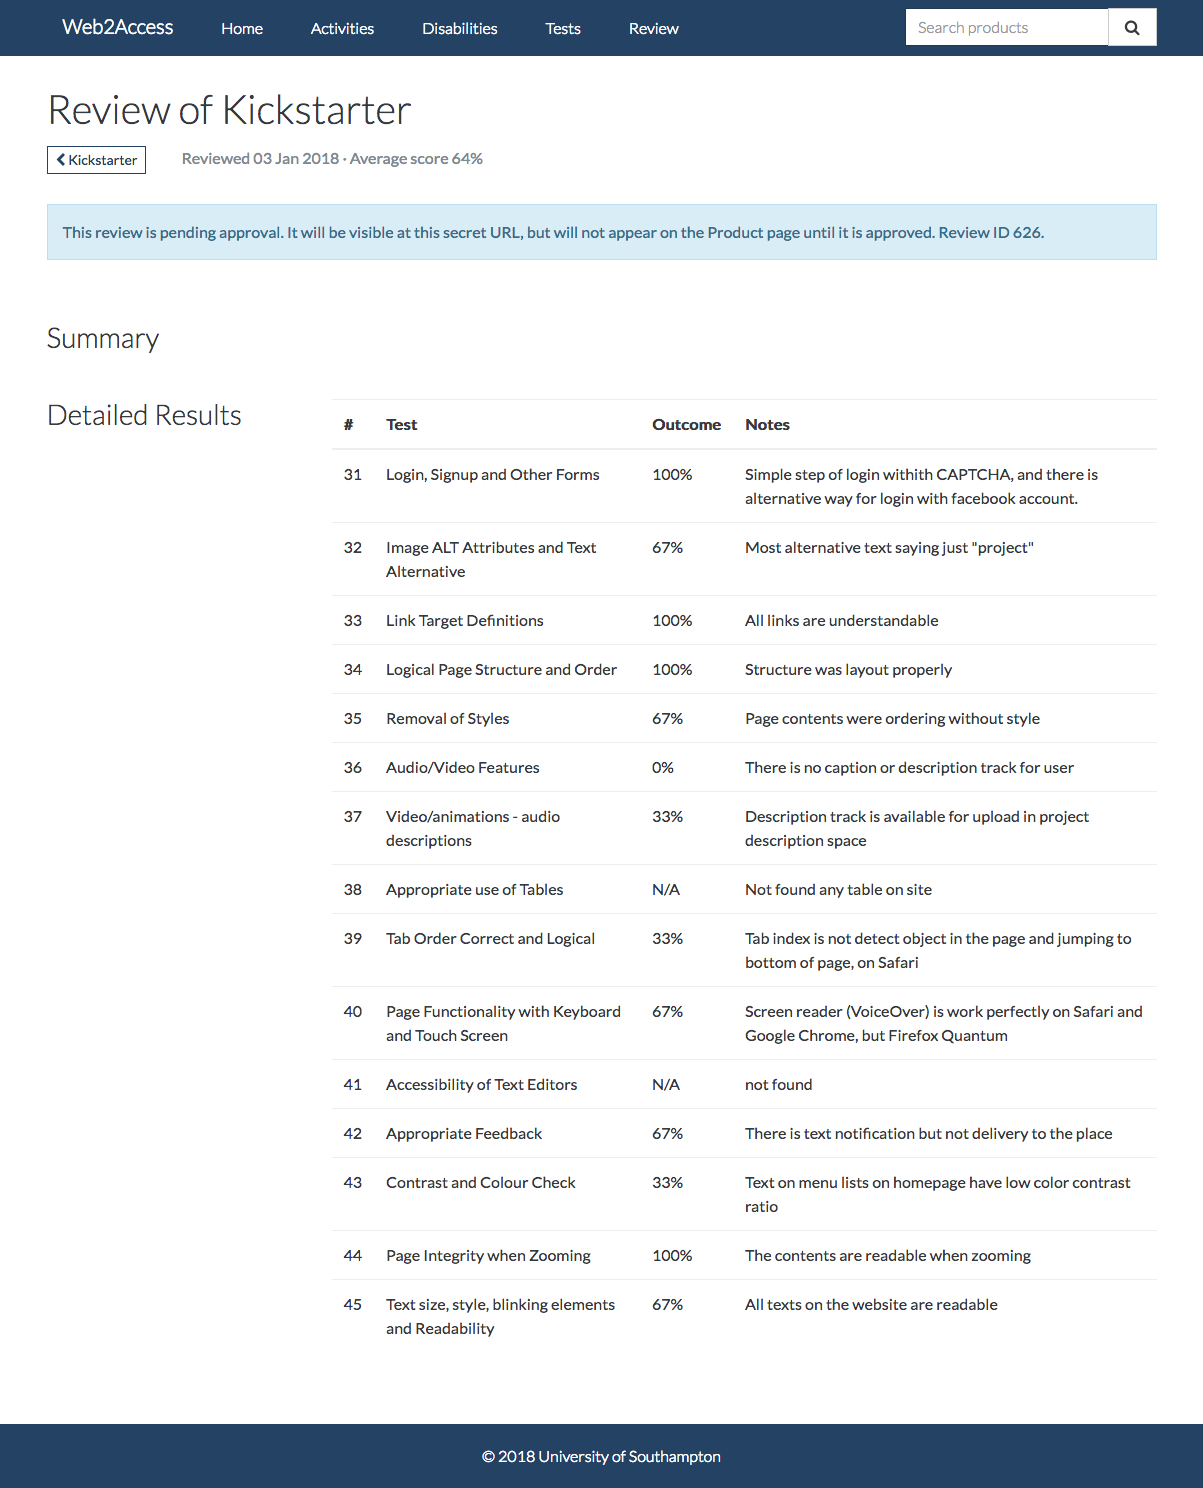 Web2Access Home Activities Disabilities Tests Review Search products
Review of Kickstarter
Kickstarter Reviewed 03 Jan 2018 · Average score 64%
This review is pending approval. It will be visible at this secret URL, but will not appear on the Product page until it is approved. Review ID 626.
Summary
Detailed Results
# Test Outcome Notes
31 Login, Signup and Other Forms 100% Simple step of login withith CAPTCHA, and there is
alternative way for login with facebook account.
32 Image ALT Attributes and Text 67% Most alternative text saying just "project"
Alternative
33 Link Target Definitions 100% All links are understandable
34 Logical Page Structure and Order 100% Structure was layout properly
35 Removal of Styles 67% Page contents were ordering without style
36 Audio/Video Features 0% There is no caption or description track for user
37 Video/animations - audio 33% Description track is available for upload in project
descriptions description space
38 Appropriate use of Tables N/A Not found any table on site
39 Tab Order Correct and Logical 33% Tab index is not detect object in the page and jumping to
bottom of page, on Safari
40 Page Functionality with Keyboard 67% Screen reader (VoiceOver) is work perfectly on Safari and
and Touch Screen Google Chrome, but Firefox Quantum
41 Accessibility of Text Editors N/A not found
42 Appropriate Feedback 67% There is text notification but not delivery to the place
43 Contrast and Colour Check 33% Text on menu lists on homepage have low color contrast
ratio
44 Page Integrity when Zooming 100% The contents are readable when zooming
45 Text size, style, blinking elements 67% All texts on the website are readable
and Readability
© 2018 University of Southampton